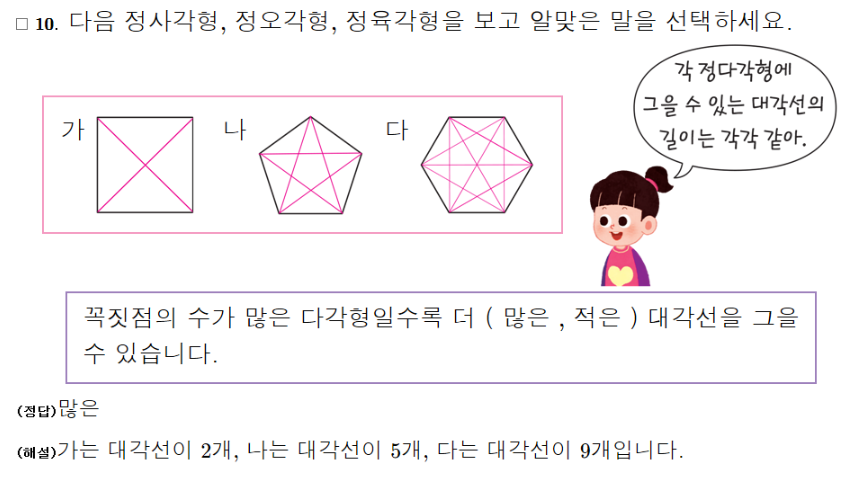 □ 10. 다음 정사각형, 정오각형, 정육각형을 보고 알맞은 말을 선택하세요.
각 정다각형에
그을 수 있는 대각선의
길이는 각각 같아.
가 나 다
꼭짓점의 수가 많은 다각형일수록 더 ( 많은 , 적은 ) 대각선을 그을
수 있습니다.
(정답)많은
(해설)가는 대각선이 2개, 나는 대각선이 5개, 다는 대각선이 9개입니다.